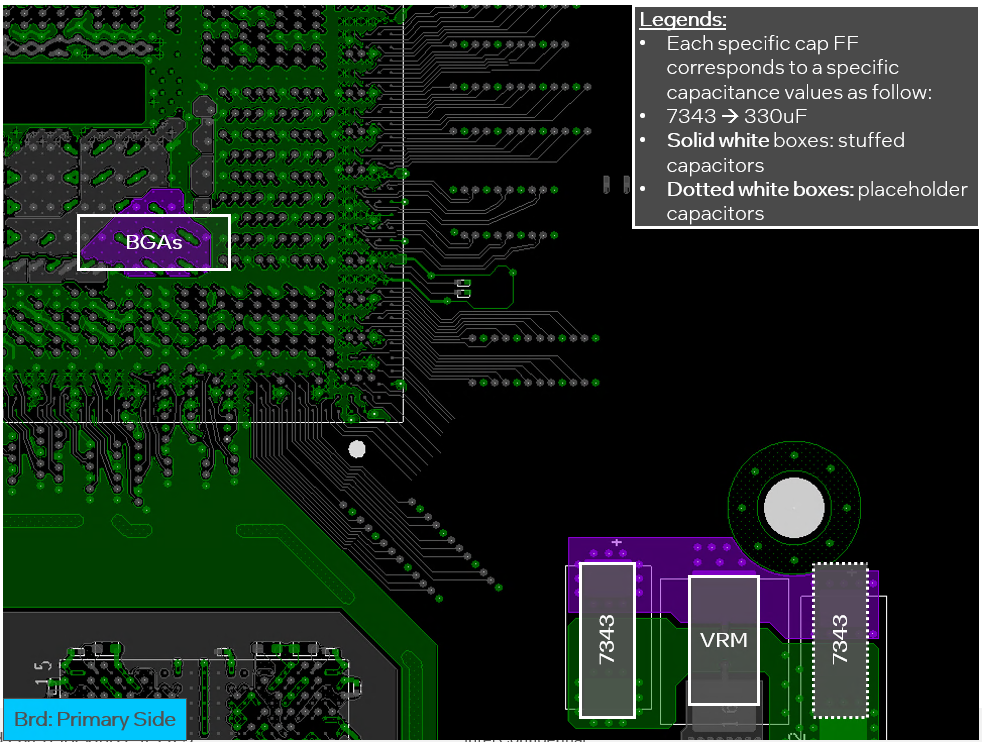 Legends:
• Each specific cap FF
corresponds to a specific
capacitance values as follow:
• 7343 → 330uF
• Solid white boxes: stuffed
capacitors
• Dotted white boxes: placeholder
capacitors
BGAs
+
7343
VRM
7343
15
Brd: Primary Side